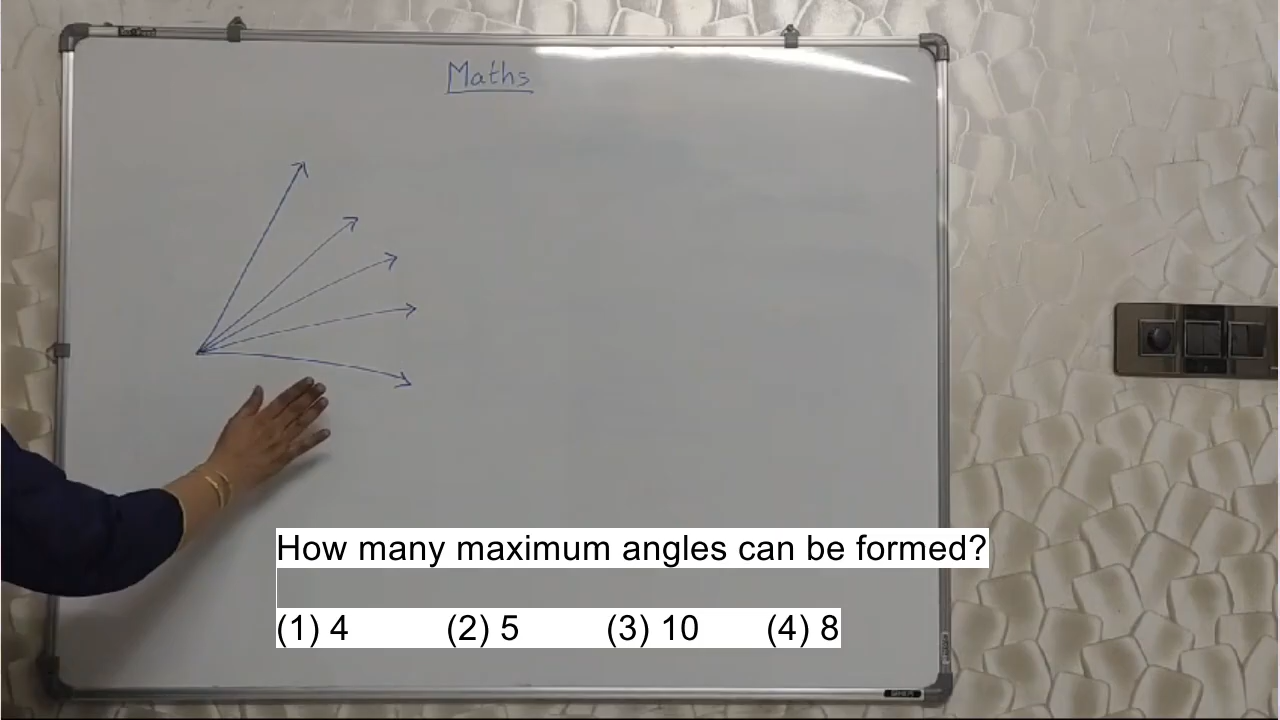 Maths
How many maximum angles can be formed?
(1) 4 (2) 5 (3) 10 (4) 8